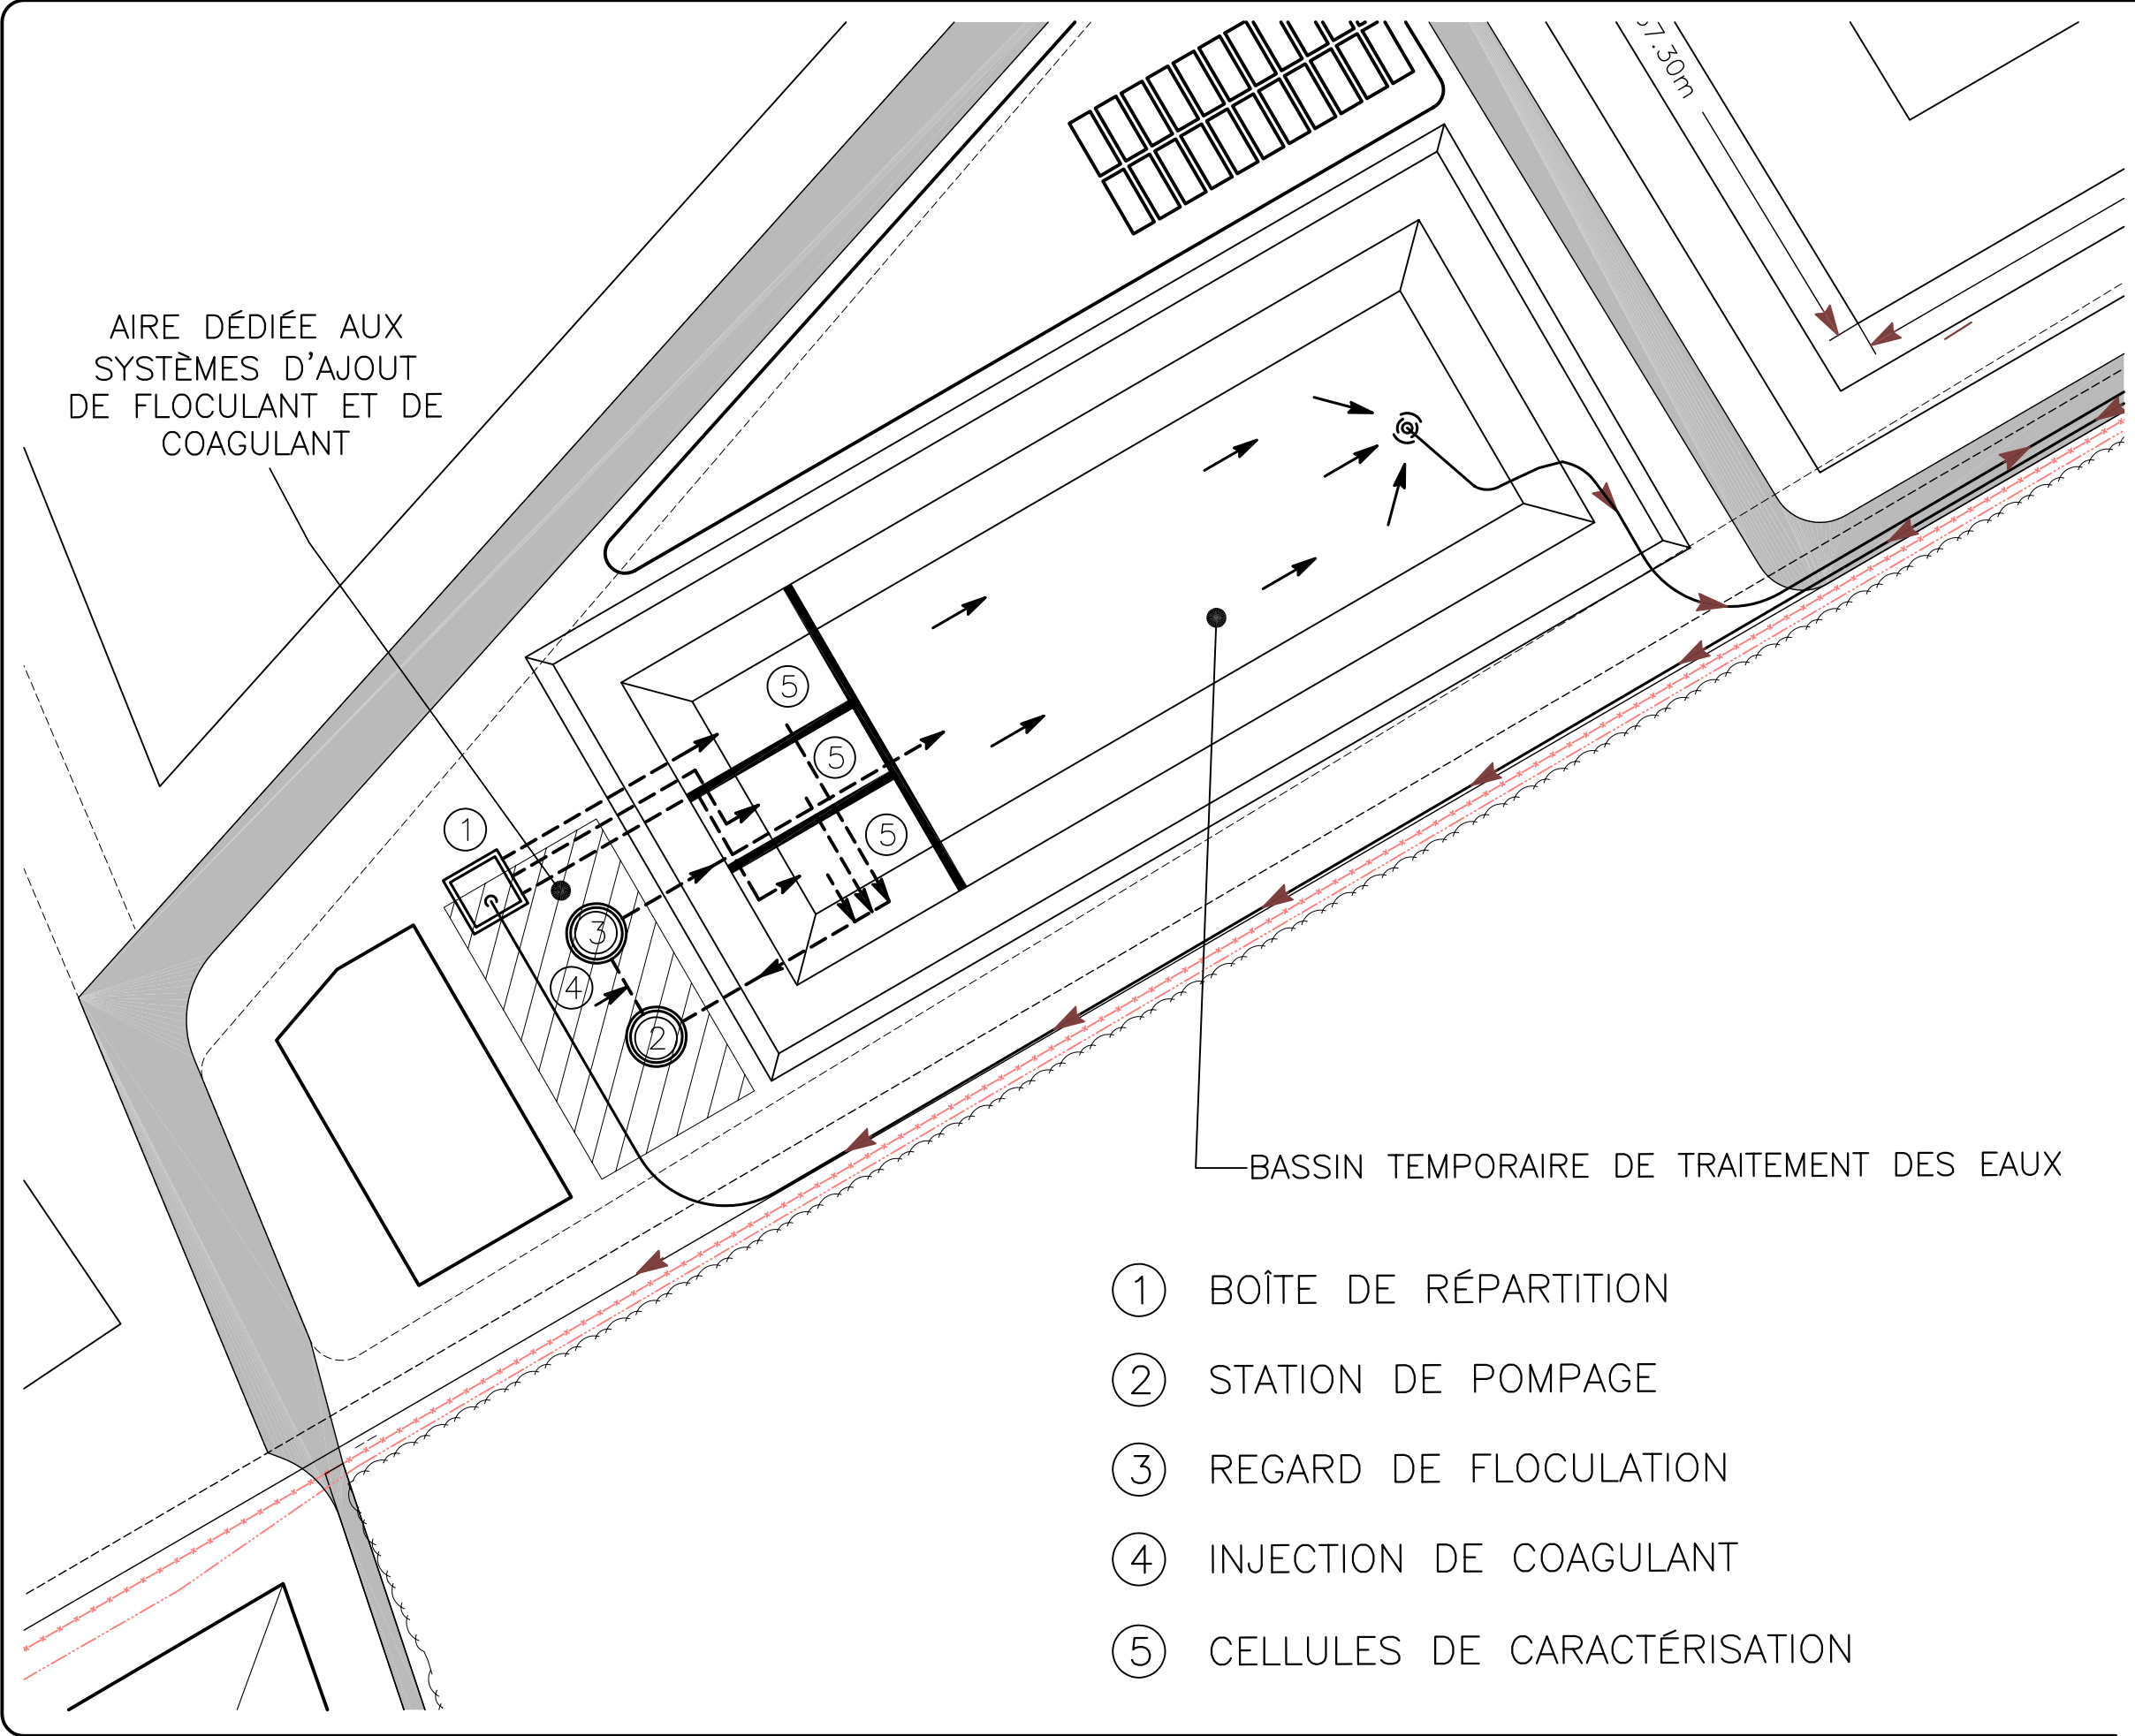 7.30m
AIRE DÉDIÉE AUX
SYSTÈMES D'AJOUT
DE FLOCULANT ET DE
COAGULANT
5
5
5
1
3
4
2
BASSIN TEMPORAIRE DE TRAITEMENT DES EAUX
1 BOÎTE DE RÉPARTITION
2 STATION DE POMPAGE
3 REGARD DE FLOCULATION
4 INJECTION DE COAGULANT
5 CELLULES DE CARACTÉRISATION